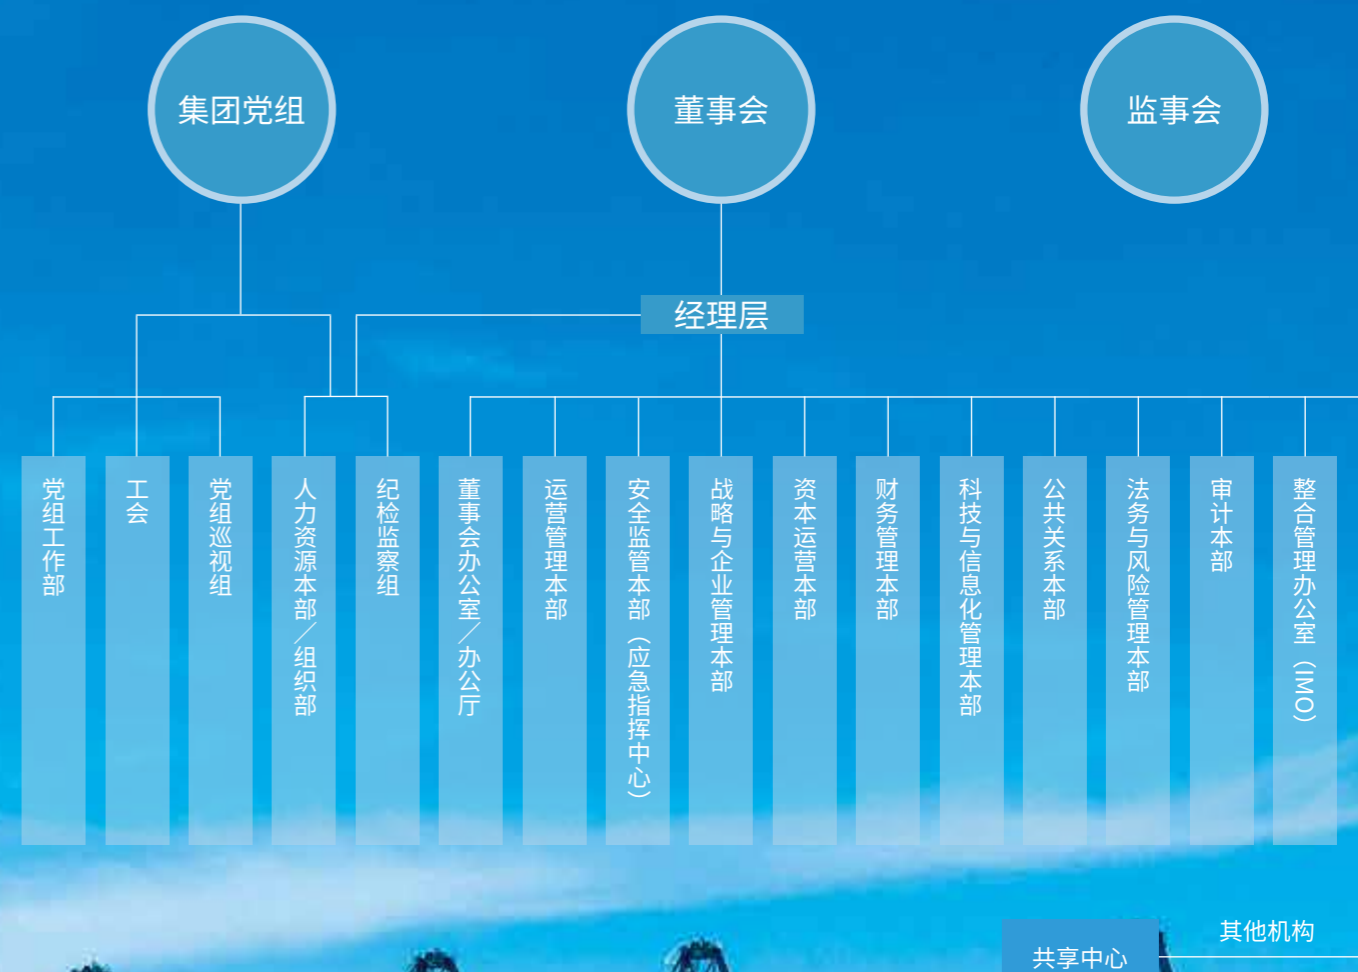 集团党组
董事会
监事会
经理层
党组工作部
工会
党组巡视组
人力资源本部／组织部
纪检监察组
董事会办公室／办公厅
运营管理本部
安全监管本部（应急指挥中心）
战略与企业管理本部
资本运营本部
财务管理本部
科技与信息化管理本部
公共关系本部
法务与风险管理本部
审计本部
整合管理办公室（IMO）
其他机构
共享中心